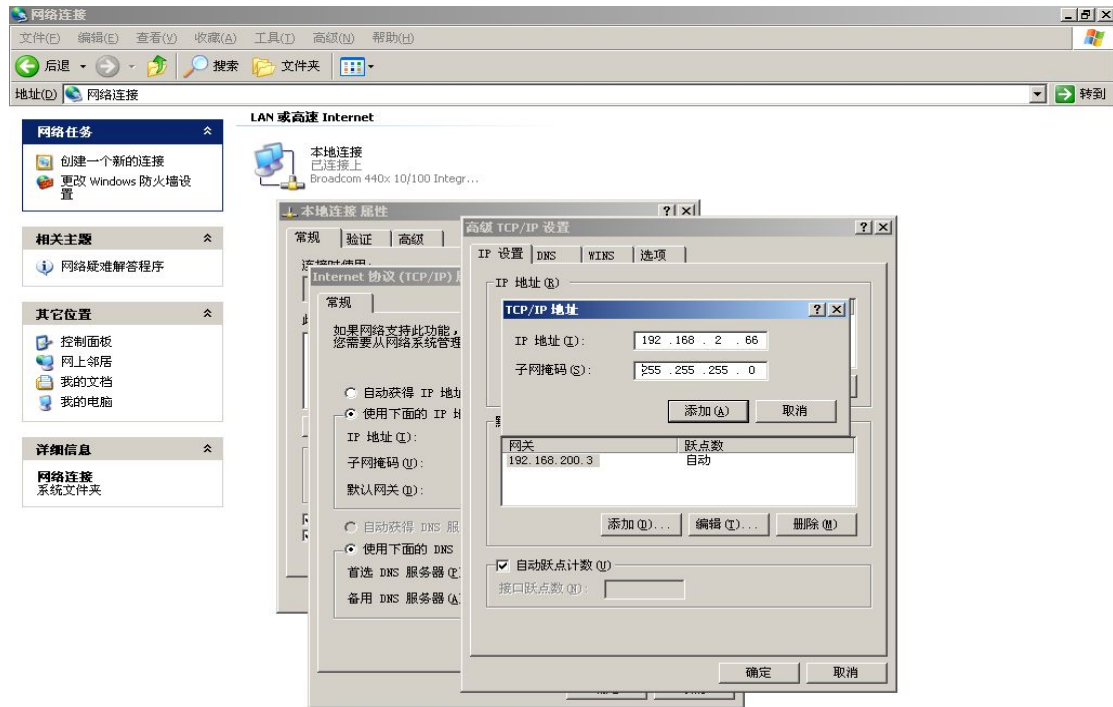 网络连接
文件(F) 编辑(E) 查看(V) 收藏(A) 工具(T) 高级(N) 帮助(H)
后退 搜索 文件夹
地址(D) 网络连接 转到
网络任务
创建一个新的连接
更改 Windows 防火墙设
置
相关主题
网络疑难解答程序
其它位置
控制面板
网上邻居
我的文档
我的电脑
详细信息
网络连接
系统文件夹
LAN 或高速 Internet
本地连接
已连接上
Broadcom 440x 10/100 Integr...
本地连接 属性
常规 验证 高级
连接时使用:
Internet 协议 (TCP/IP)
常规
如果网络支持此功能,
您需要从网络系统管理
自动获得 IP 地址
使用下面的 IP 地
IP 地址(I):
子网掩码(U):
默认网关(D):
自动获得 DNS 服
使用下面的 DNS
首选 DNS 服务器(P)
备用 DNS 服务器(A)
高级 TCP/IP 设置
IP 设置 DNS WINS 选项
IP 地址(R)
TCP/IP 地址
IP 地址(I): 192 .168 . 2 . 66
子网掩码(S): 255 .255 .255 . 0
添加(A) 取消
网关 跃点数
192.168.200.3 自动
添加(D)... 编辑(T)... 删除(M)
自动跃点计数(U)
接口跃点数(N):
确定 取消